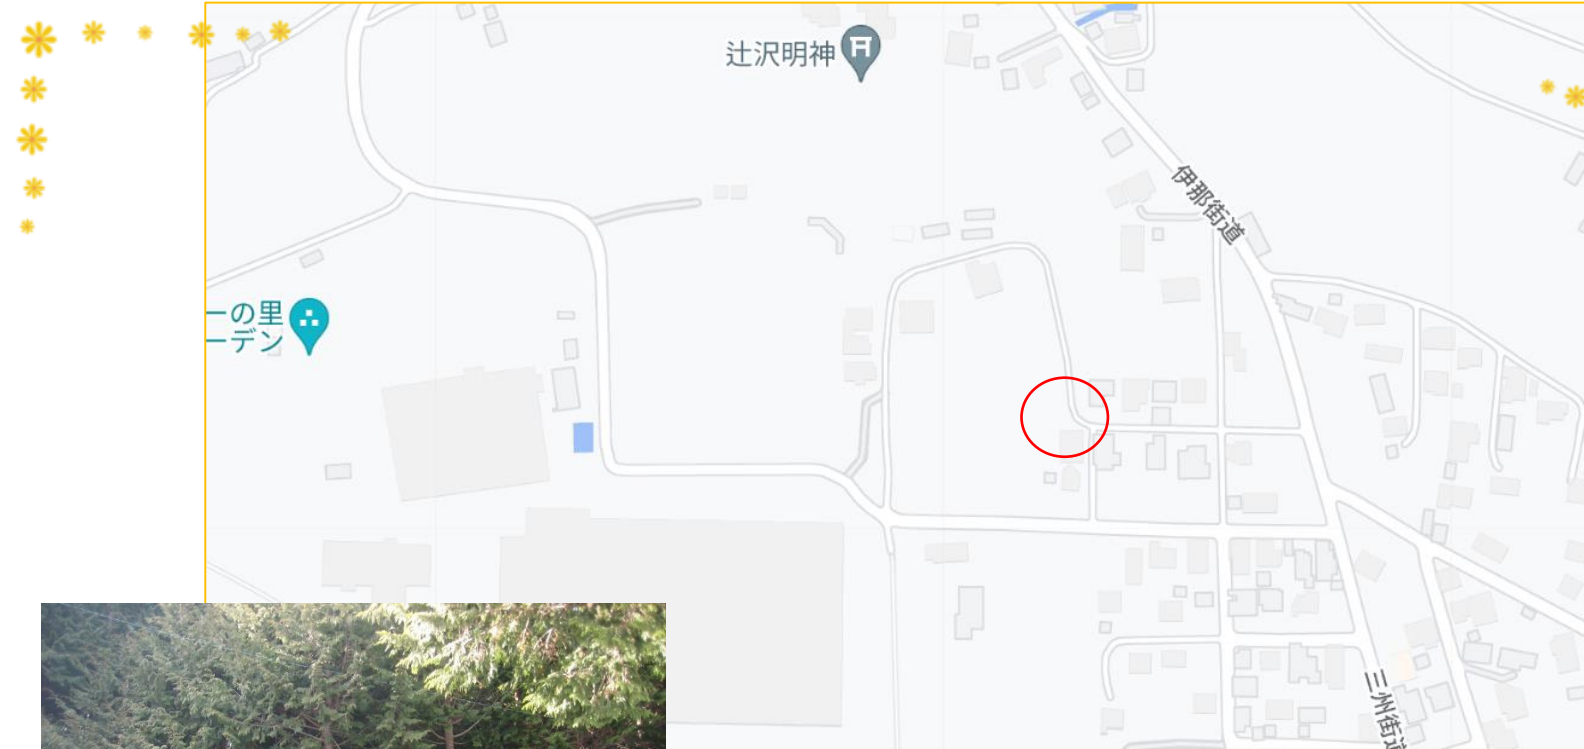 辻沢明神
伊那街道
ーの里
ーデン
三州街道